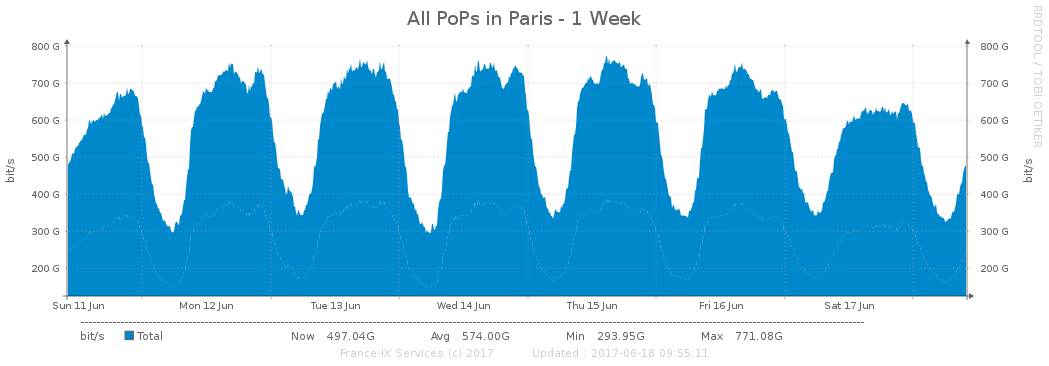 All PoPs in Paris - 1 Week
RRDTOOL / TOBI OETIKER
800 G 800 G
700 G 700 G
600 G 600 G
500 G 500 G
400 G 400 G
300 G 300 G
200 G 200 G
bit/s bit/s
Sun 11 Jun Mon 12 Jun Tue 13 Jun Wed 14 Jun Thu 15 Jun Fri 16 Jun Sat 17 Jun
bit/s Total Now 497.04G Avg 574.00G Min 293.95G Max 771.08G
France-IX Services (c) 2017 Updated : 2017-06-18 09:55:11